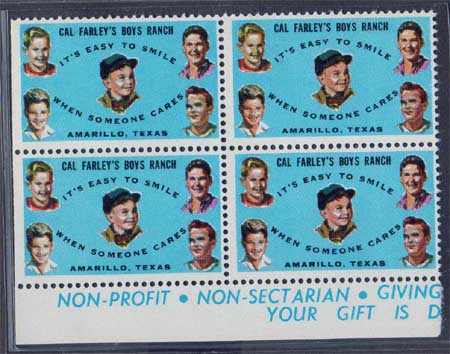 CAL FARLEY'S BOYS RANCH
IT'S EASY TO SMILE
WHEN SOMEONE CARES
AMARILLO, TEXAS
CAL FARLEY'S BOYS RANCH
IT'S EASY TO SMILE
WHEN SOMEONE CARES
AMARILLO, TEXAS
CAL FARLEY'S BOYS RANCH
IT'S EASY TO SMILE
WHEN SOMEONE CARES
AMARILLO, TEXAS
CAL FARLEY'S BOYS RANCH
IT'S EASY TO SMILE
WHEN SOMEONE CARES
AMARILLO, TEXAS
NON-PROFIT • NON-SECTARIAN • GIVING
YOUR GIFT IS D